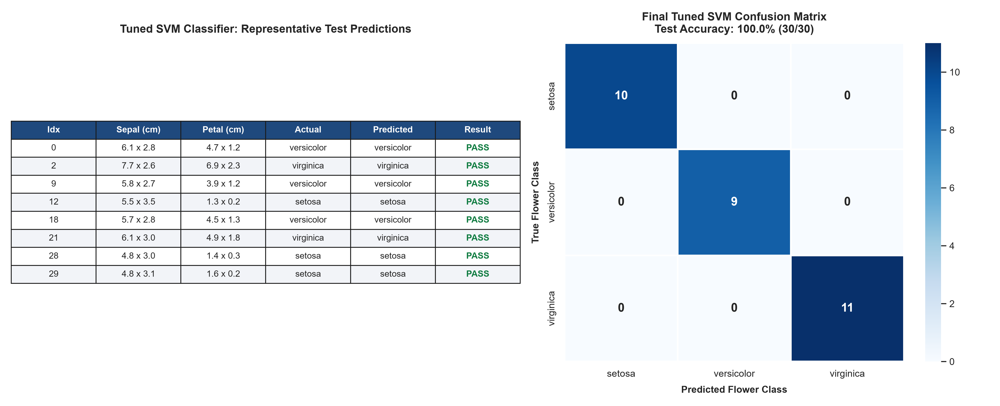 Tuned SVM Classifier: Representative Test Predictions
Idx Sepal (cm) Petal (cm) Actual Predicted Result
0 6.1 x 2.8 4.7 x 1.2 versicolor versicolor PASS
2 7.7 x 2.6 6.9 x 2.3 virginica virginica PASS
9 5.8 x 2.7 3.9 x 1.2 versicolor versicolor PASS
12 5.5 x 3.5 1.3 x 0.2 setosa setosa PASS
18 5.7 x 2.8 4.5 x 1.3 versicolor versicolor PASS
21 6.1 x 3.0 4.9 x 1.8 virginica virginica PASS
28 4.8 x 3.0 1.4 x 0.3 setosa setosa PASS
29 4.8 x 3.1 1.6 x 0.2 setosa setosa PASS
Final Tuned SVM Confusion Matrix
Test Accuracy: 100.0% (30/30)
True Flower Class
setosa 10 0 0
versicolor 0 9 0
virginica 0 0 11
setosa versicolor virginica
Predicted Flower Class
10
8
6
4
2
0